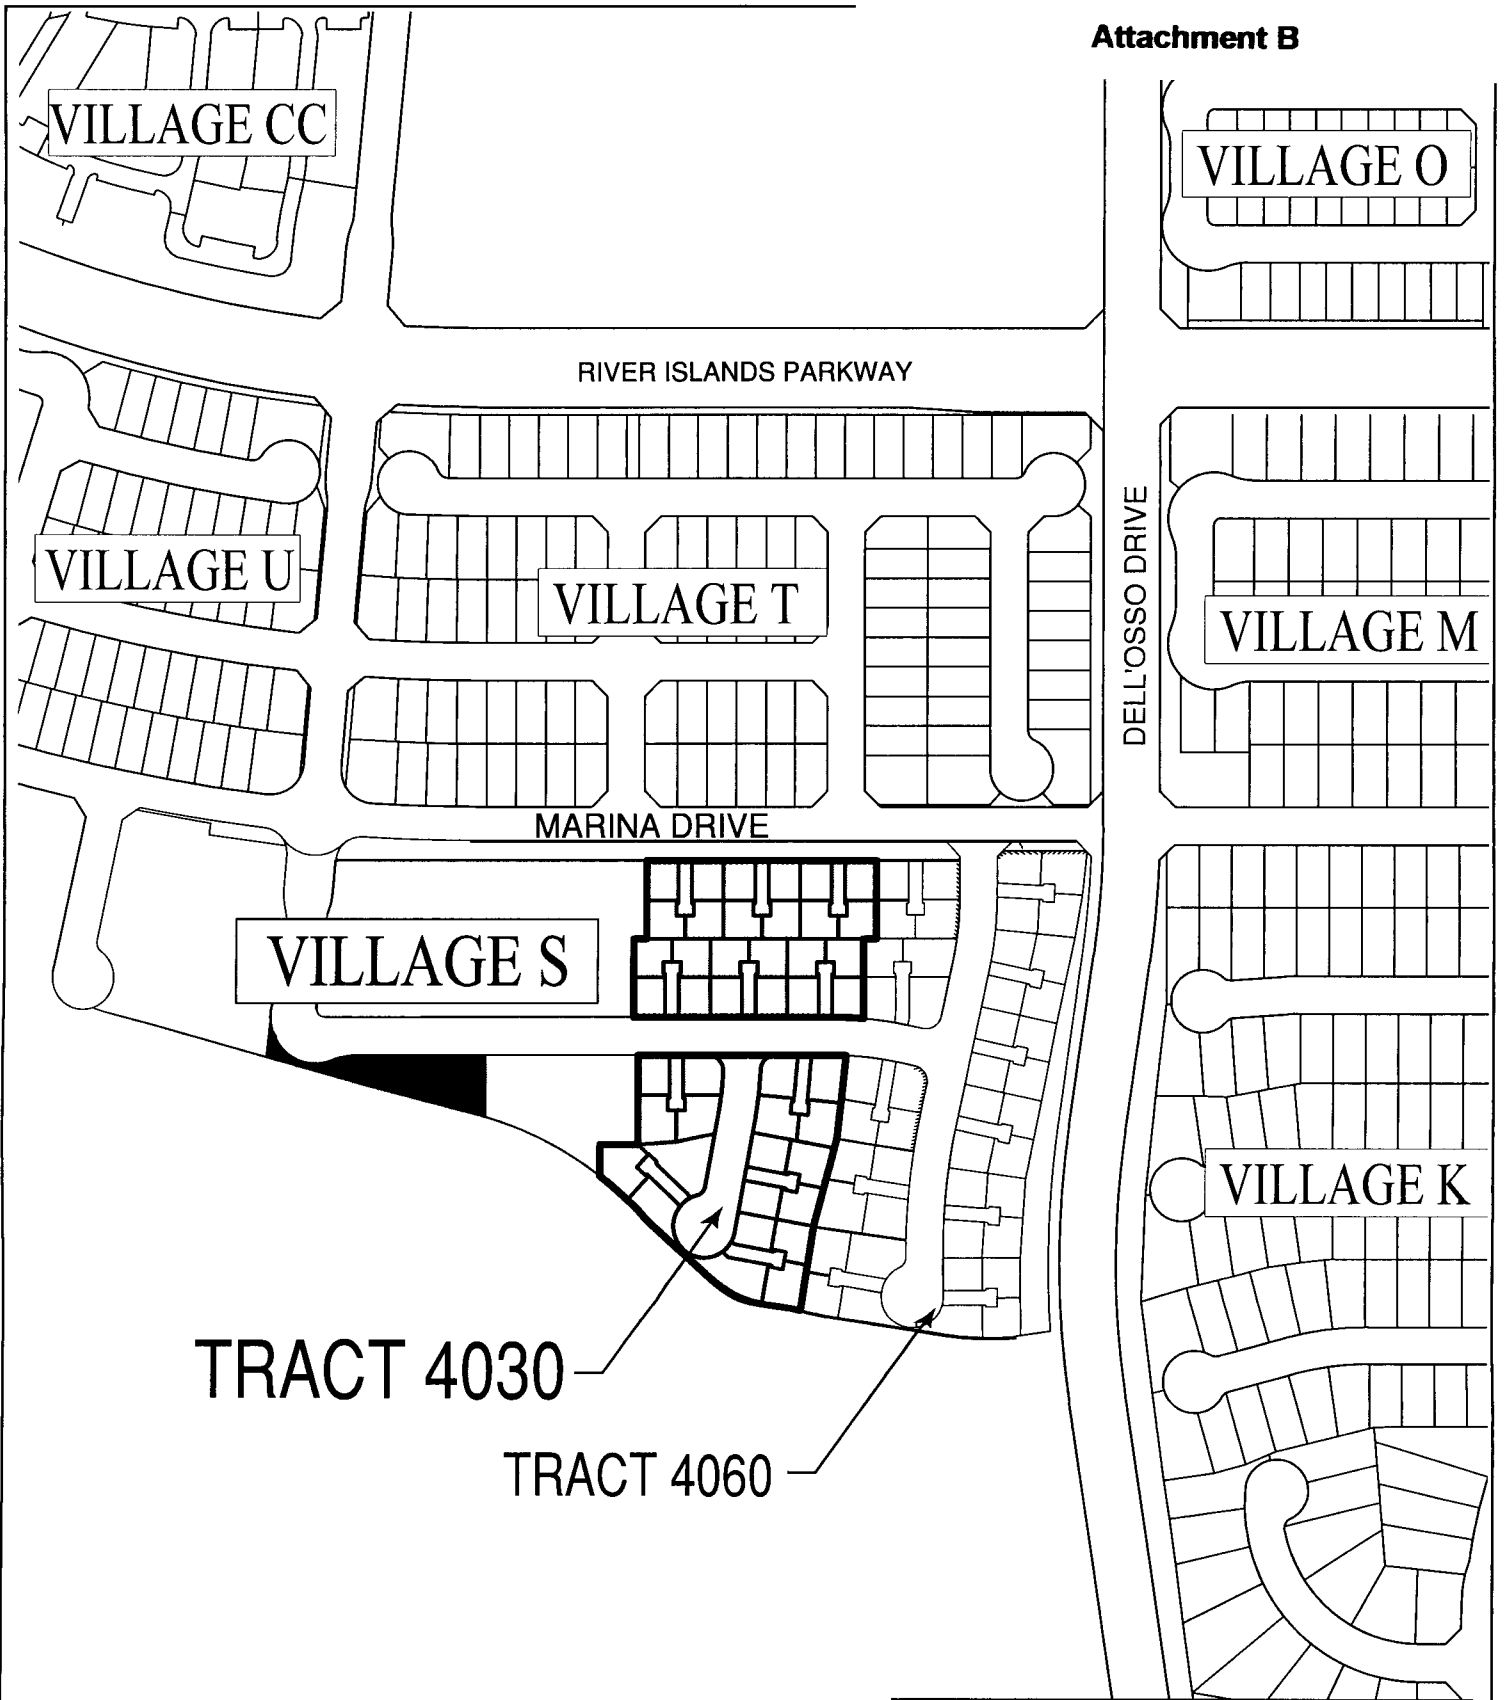 Attachment B
VILLAGE CC
VILLAGE O
RIVER ISLANDS PARKWAY
DELL'OSSO DRIVE
VILLAGE U
VILLAGE T
VILLAGE M
MARINA DRIVE
VILLAGE S
VILLAGE K
TRACT 4030
TRACT 4060